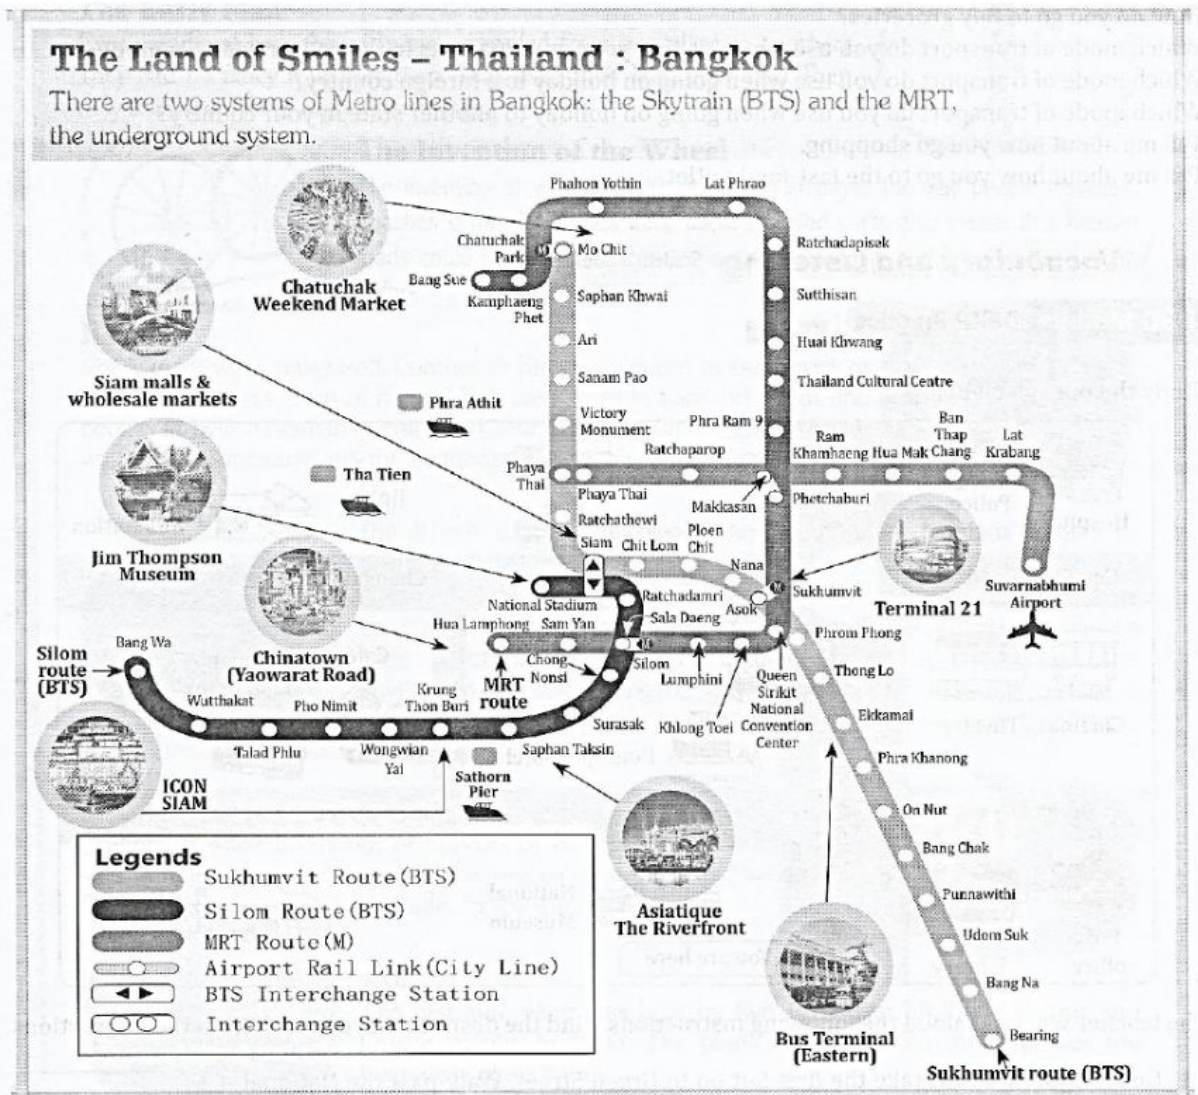 The Land of Smiles – Thailand : Bangkok
There are two systems of Metro lines in Bangkok: the Skytrain (BTS) and the MRT,
the underground system.
Phahon Yothin
Lat Phrao
Chatuchak
Park
M
Mo Chit
Ratchadapisek
Bang Sue
Kamphaeng
Phet
Chatuchak
Weekend Market
Saphan Khwai
Sutthisan
Ari
Huai Khwang
Siam malls &
wholesale markets
Sanam Pao
Thailand Cultural Centre
Phra Athit
Victory
Monument
Phra Ram 9
Ratchaparop
Ram
Khamhaeng
Hua Mak
Ban
Thap
Chang
Lat
Krabang
Tha Tien
Phaya
Thai
Phaya Thai
Makkasan
Phetchaburi
Ratchathewi
Jim Thompson
Museum
Siam
Chit Lom
Ploen
Chit
Nana
Asok
M
Sukhumvit
Terminal 21
Suvarnabhumi
Airport
National Stadium
Ratchadamri
Hua Lamphong
Sam Yan
Sala Daeng
M
Silom
Phrom Phong
Bang Wa
Silom
route
(BTS)
Chinatown
(Yaowarat Road)
MRT
route
Chong
Nonsi
Lumphini
Khlong Toei
Queen
Sirikit
National
Convention
Center
Thong Lo
Wutthakat
Pho Nimit
Krung
Thon Buri
Surasak
Ekkamai
Talad Phlu
Wongwian
Yai
Saphan Taksin
Phra Khanong
ICON
SIAM
Sathorn
Pier
On Nut
Bang Chak
Legends
Sukhumvit Route(BTS)
Silom Route(BTS)
MRT Route(M)
Airport Rail Link(City Line)
BTS Interchange Station
Interchange Station
Asiatique
The Riverfront
Punnawithi
Udom Suk
Bang Na
Bus Terminal
(Eastern)
Bearing
Sukhumvit route (BTS)